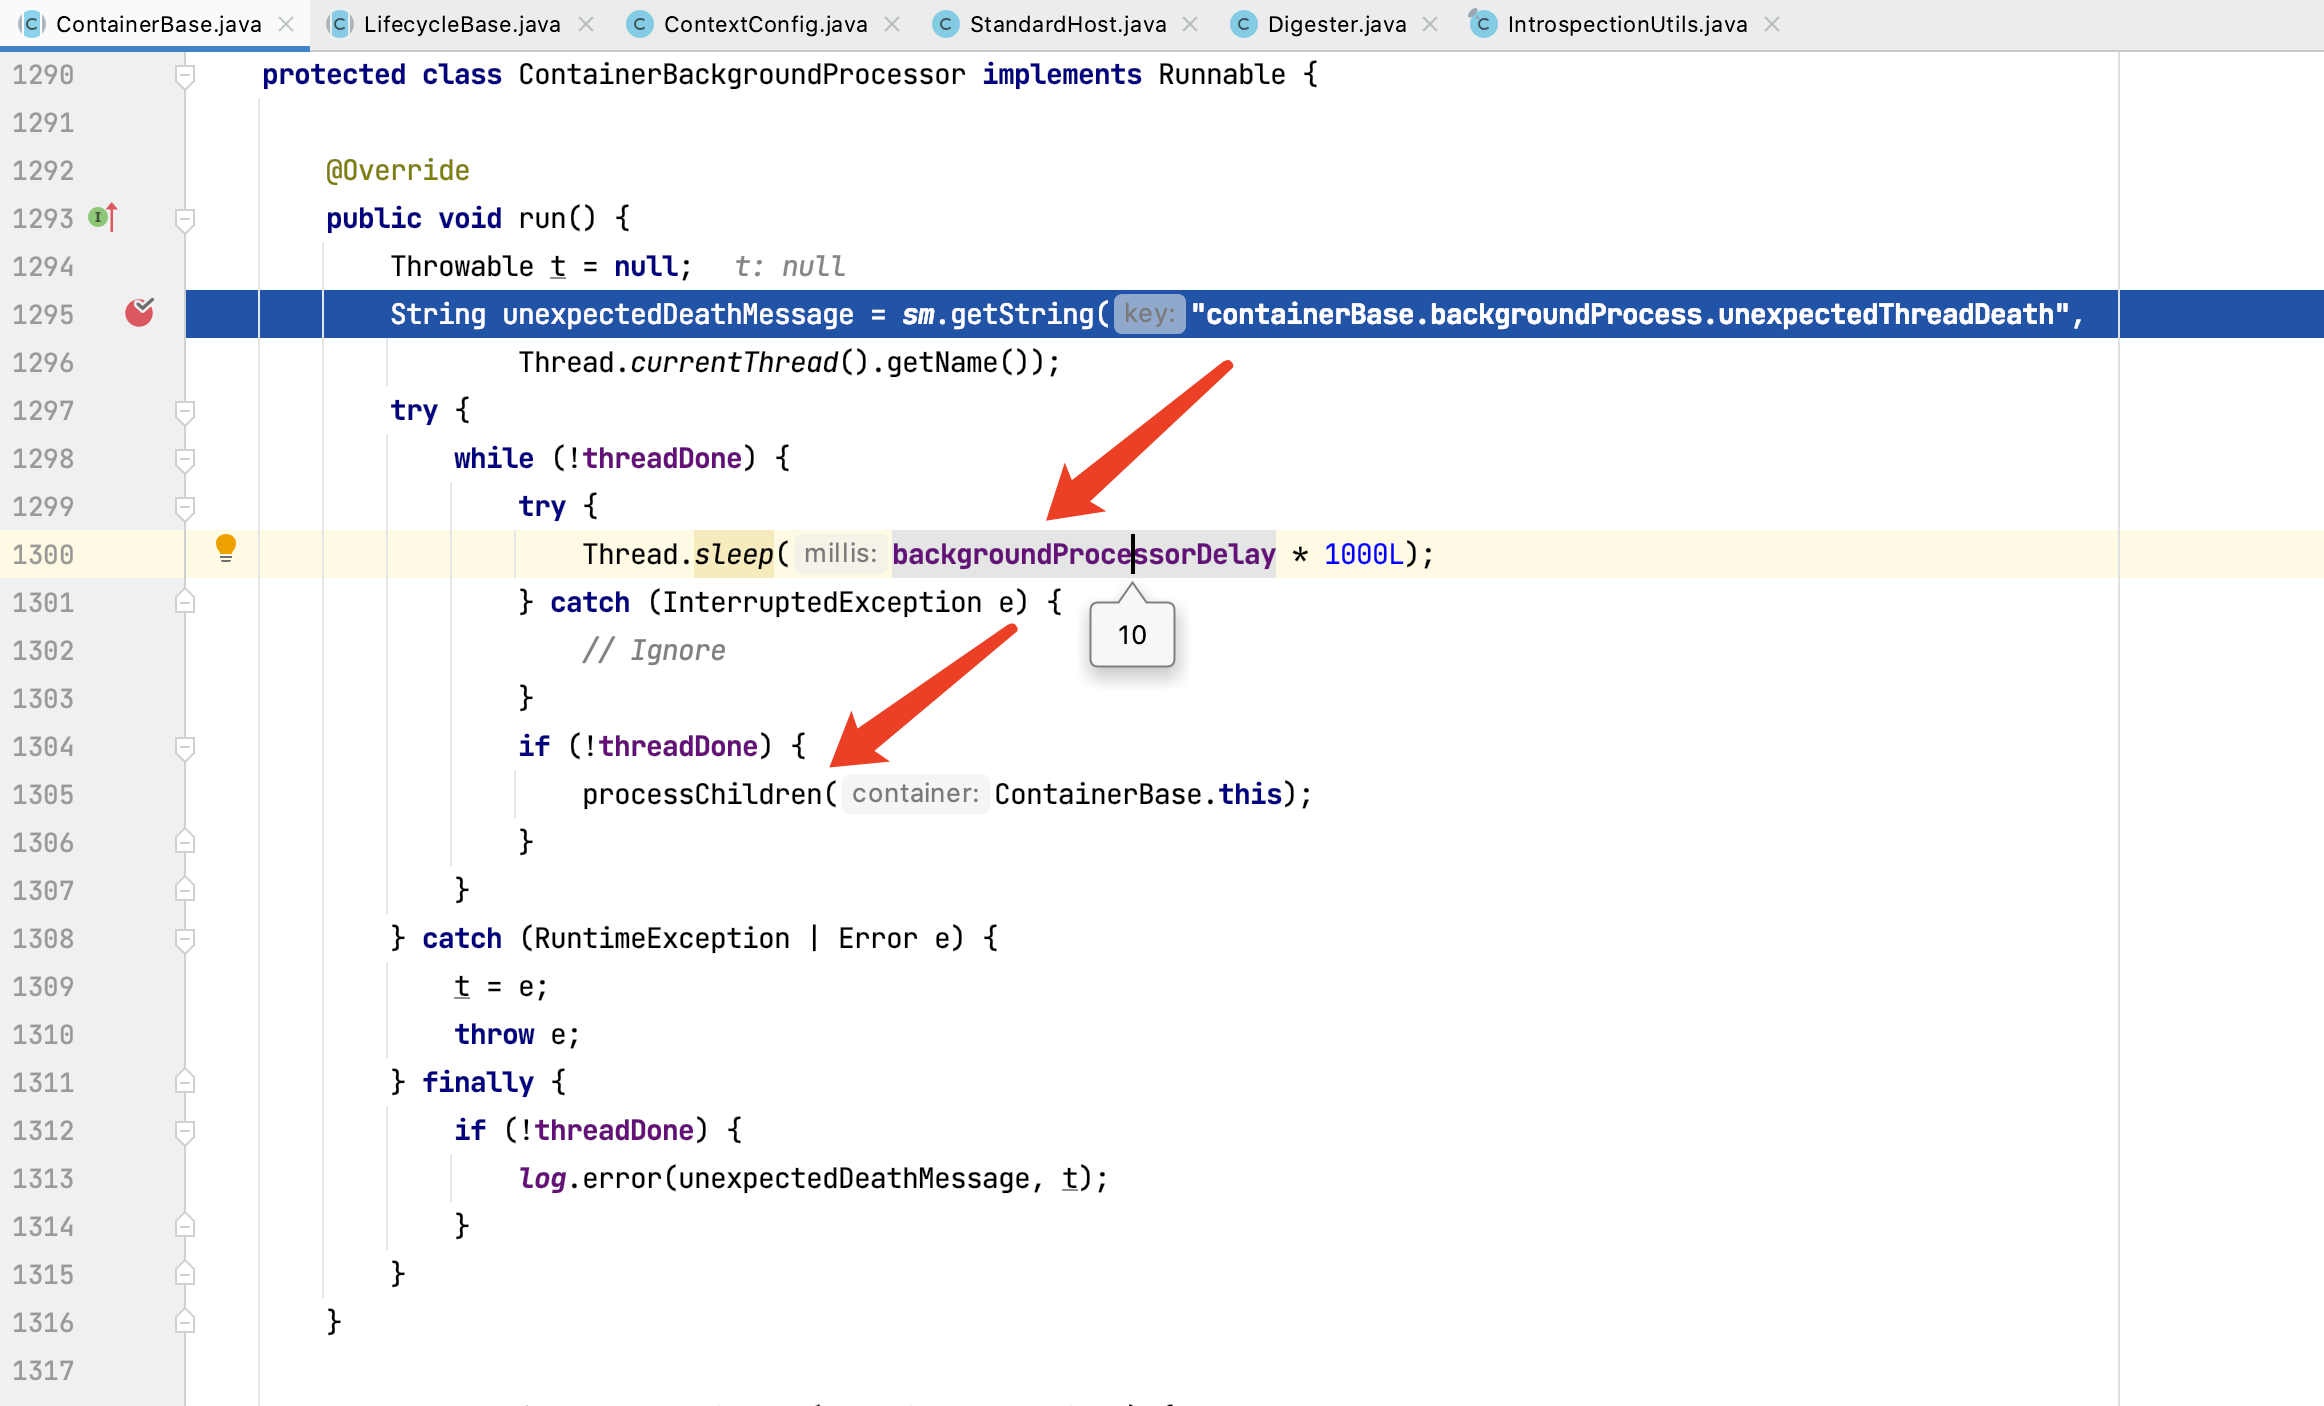 ContainerBase.java LifecycleBase.java ContextConfig.java StandardHost.java Digester.java IntrospectionUtils.java
1290 protected class ContainerBackgroundProcessor implements Runnable {
1291
1292 @Override
1293 public void run() {
1294 Throwable t = null; t: null
1295 String unexpectedDeathMessage = sm.getString( key: "containerBase.backgroundProcess.unexpectedThreadDeath",
1296 Thread.currentThread().getName());
1297 try {
1298 while (!threadDone) {
1299 try {
1300 Thread.sleep( millis: backgroundProcessorDelay * 1000L);
1301 } catch (InterruptedException e) {
10
1302 // Ignore
1303 }
1304 if (!threadDone) {
1305 processChildren( container: ContainerBase.this);
1306 }
1307 }
1308 } catch (RuntimeException | Error e) {
1309 t = e;
1310 throw e;
1311 } finally {
1312 if (!threadDone) {
1313 log.error(unexpectedDeathMessage, t);
1314 }
1315 }
1316 }
1317